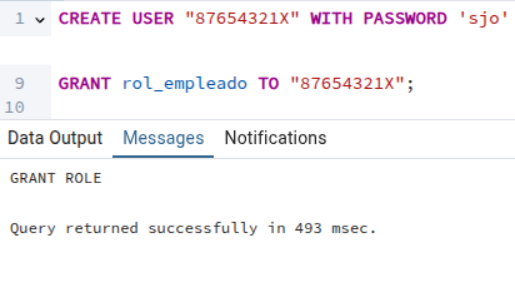 1 CREATE USER "87654321X" WITH PASSWORD 'sjo'
9 GRANT rol_empleado TO "87654321X";
10
Data Output Messages Notifications
GRANT ROLE
Query returned successfully in 493 msec.